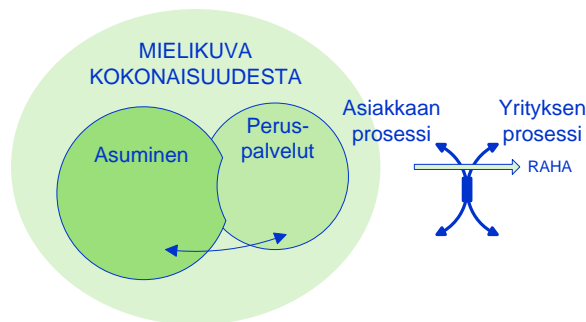 MIELIKUVA
KOKONAISUUDESTA
Asuminen
Perus-
palvelut
Asiakkaan
prosessi
Yrityksen
prosessi
RAHA